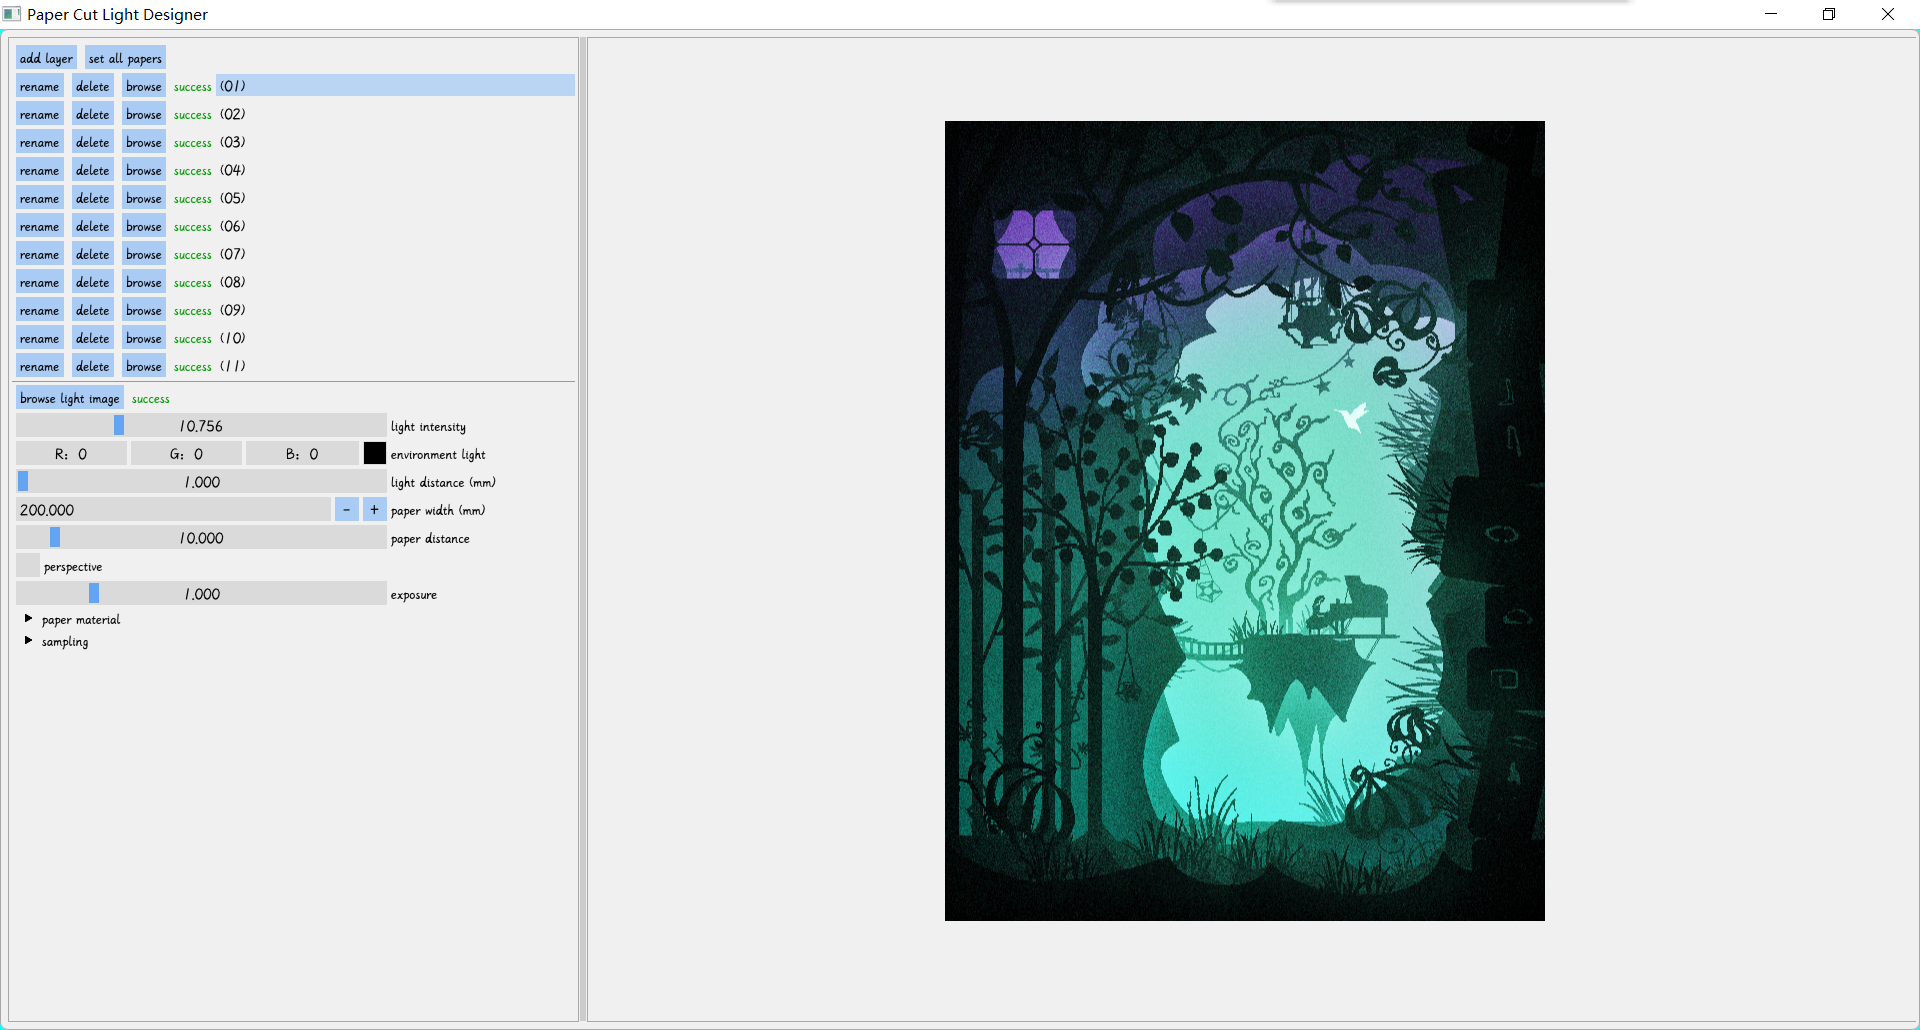 Paper Cut Light Designer
add layer set all papers
rename delete browse success (01)
rename delete browse success (02)
rename delete browse success (03)
rename delete browse success (04)
rename delete browse success (05)
rename delete browse success (06)
rename delete browse success (07)
rename delete browse success (08)
rename delete browse success (09)
rename delete browse success (10)
rename delete browse success (11)
browse light image success
10.756 light intensity
R: 0 G: 0 B: 0 environment light
1.000 light distance (mm)
200.000 - + paper width (mm)
10.000 paper distance
perspective
1.000 exposure
paper material
sampling